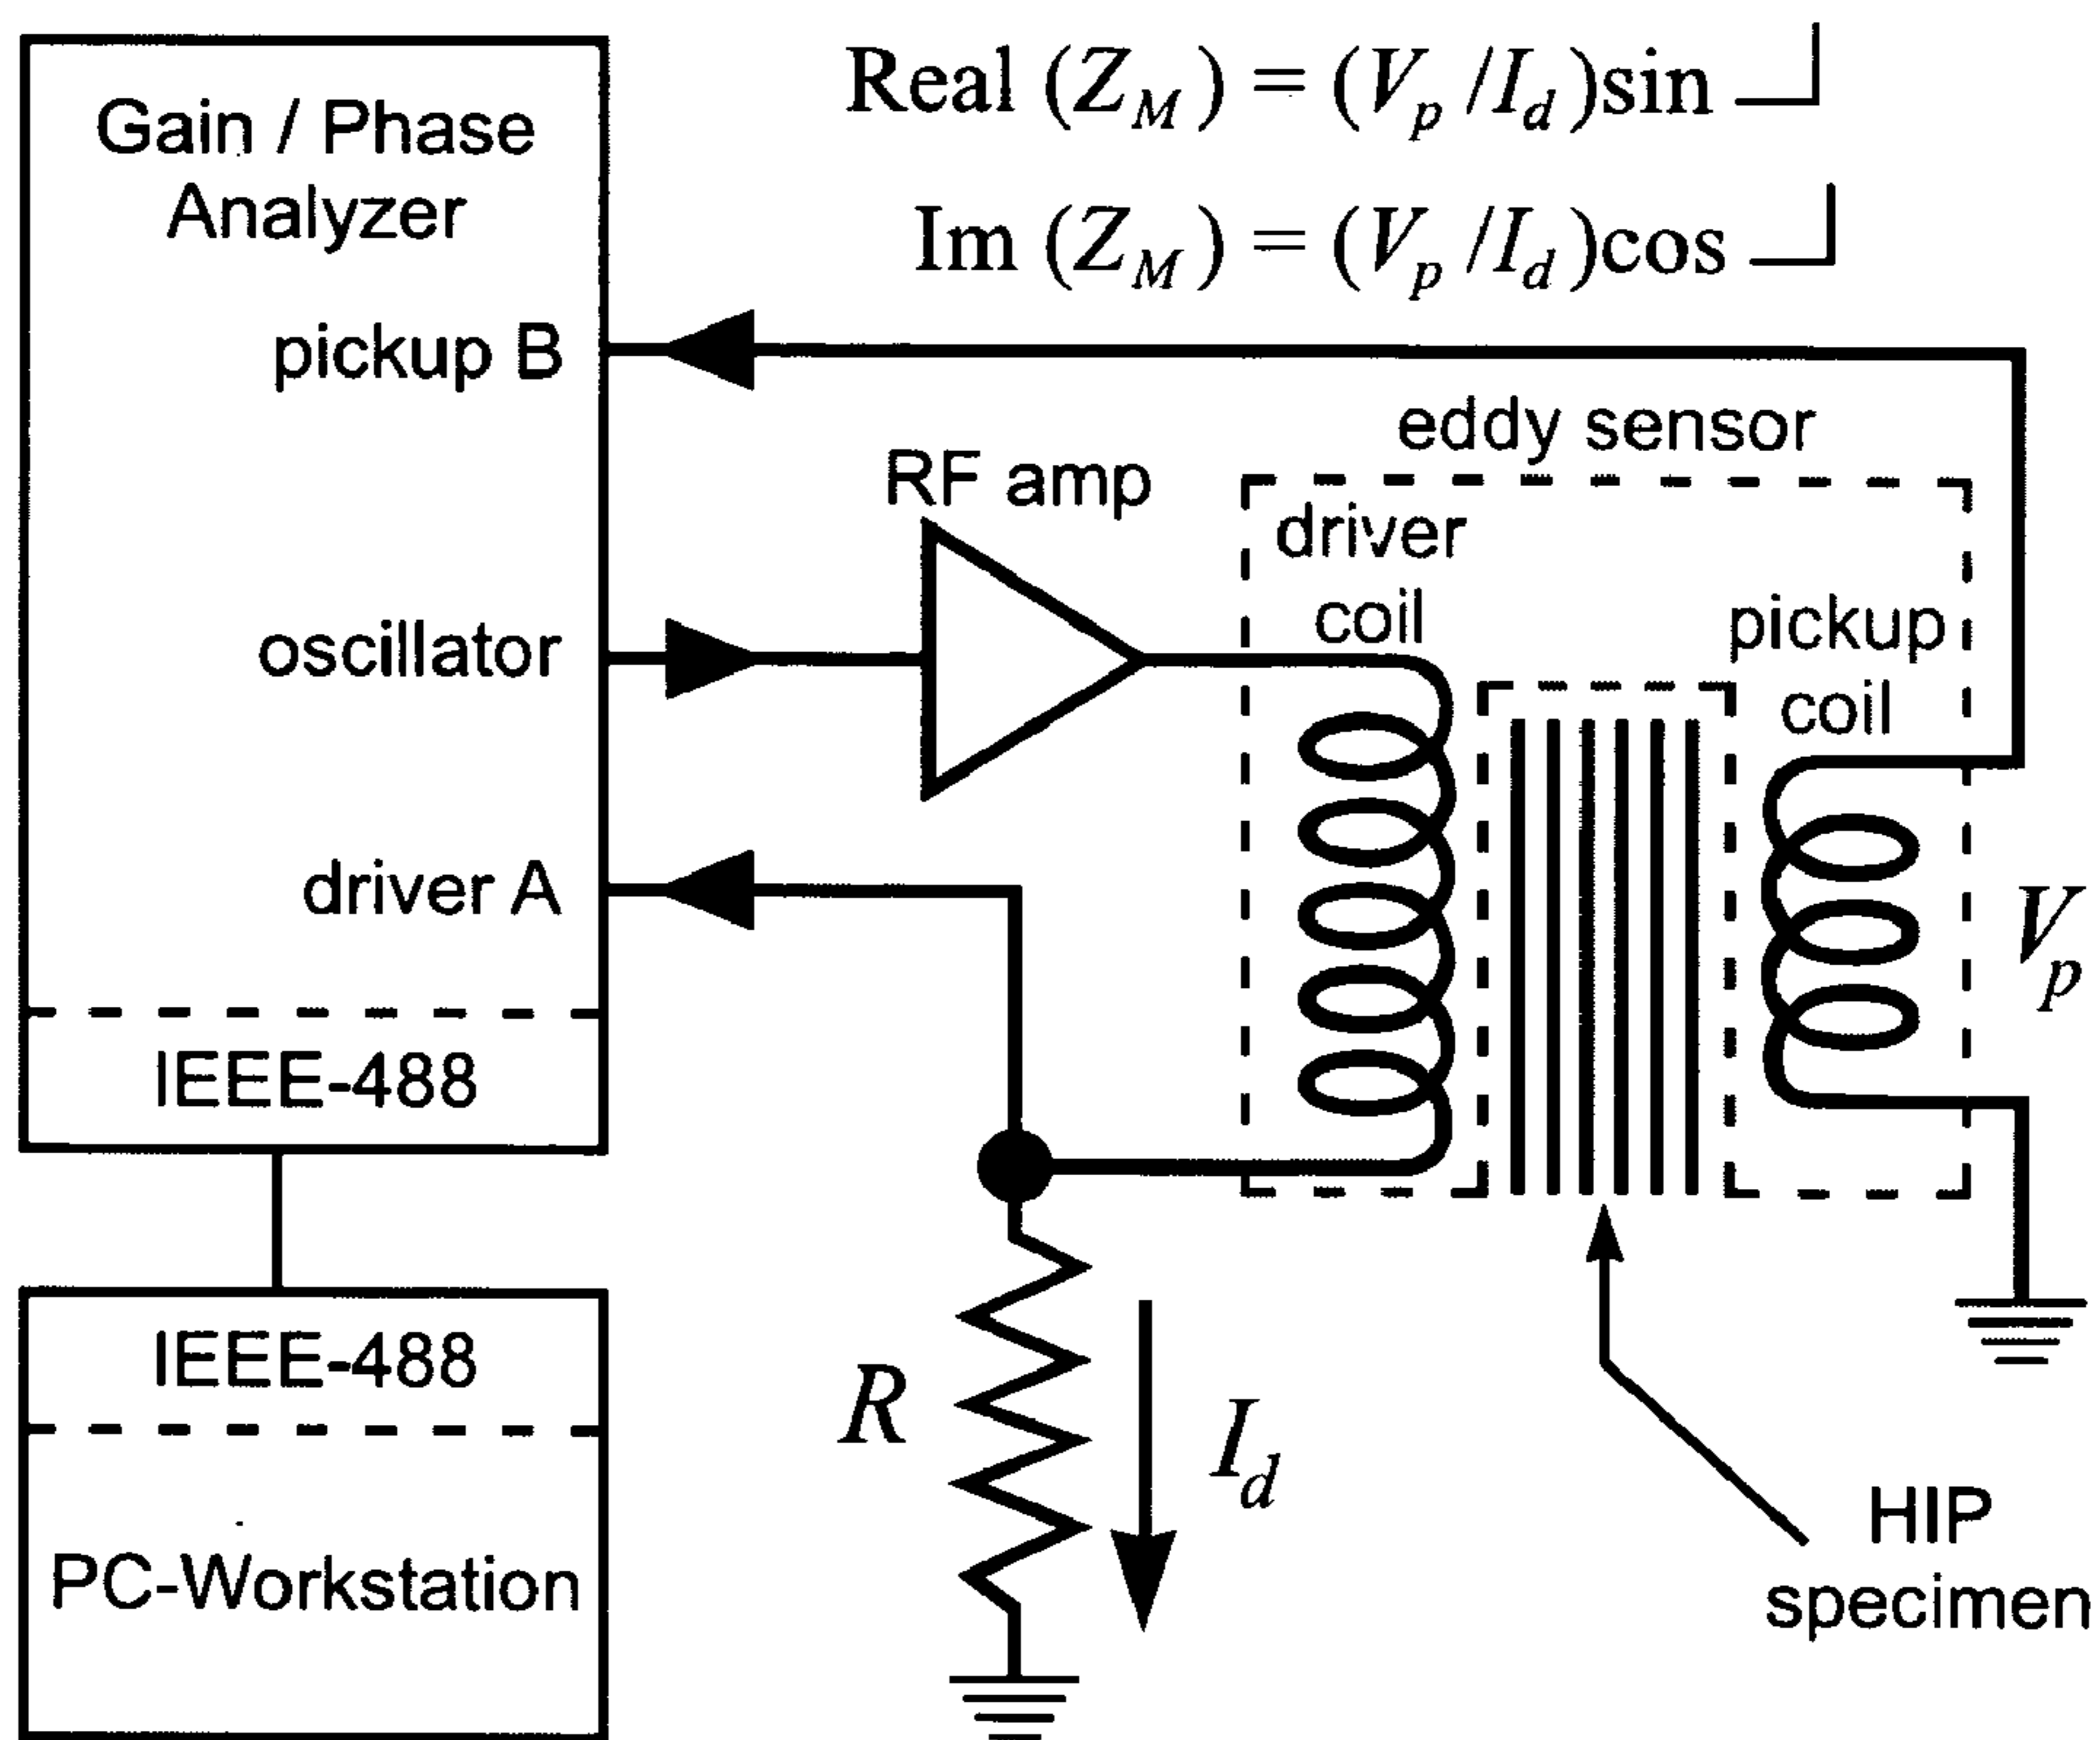 Gain / Phase
Analyzer
pickup B
oscillator
driver A
IEEE-488
IEEE-488
PC-Workstation
Real (Z_M) = (V_p /I_d)sin ⏌
Im (Z_M) = (V_p /I_d)cos ⏌
eddy sensor
RF amp
driver
coil
pickup
coil
V_p
R
I_d
HIP
specimen